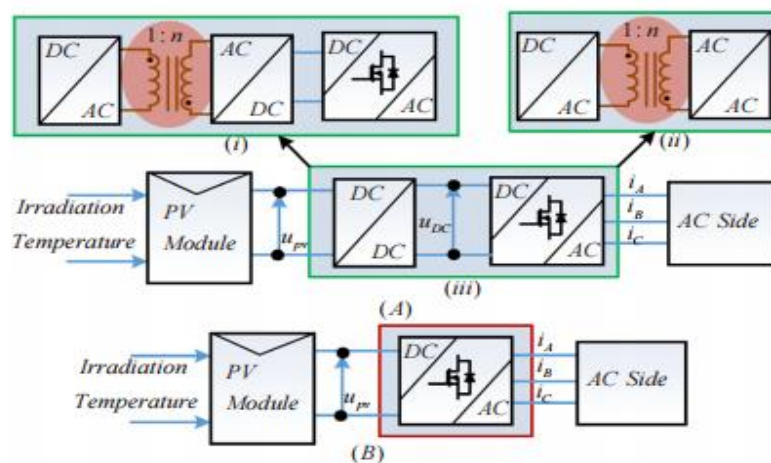 DC
AC
1:n
AC
DC
DC
AC
(i)
DC
AC
1:n
AC
AC
(ii)
Irradiation
Temperature
PV
Module
u_pv
DC
DC
u_DC
DC
AC
i_A
i_B
i_C
AC Side
(iii)
(A)
Irradiation
Temperature
PV
Module
u_pv
DC
AC
i_A
i_B
i_C
AC Side
(B)